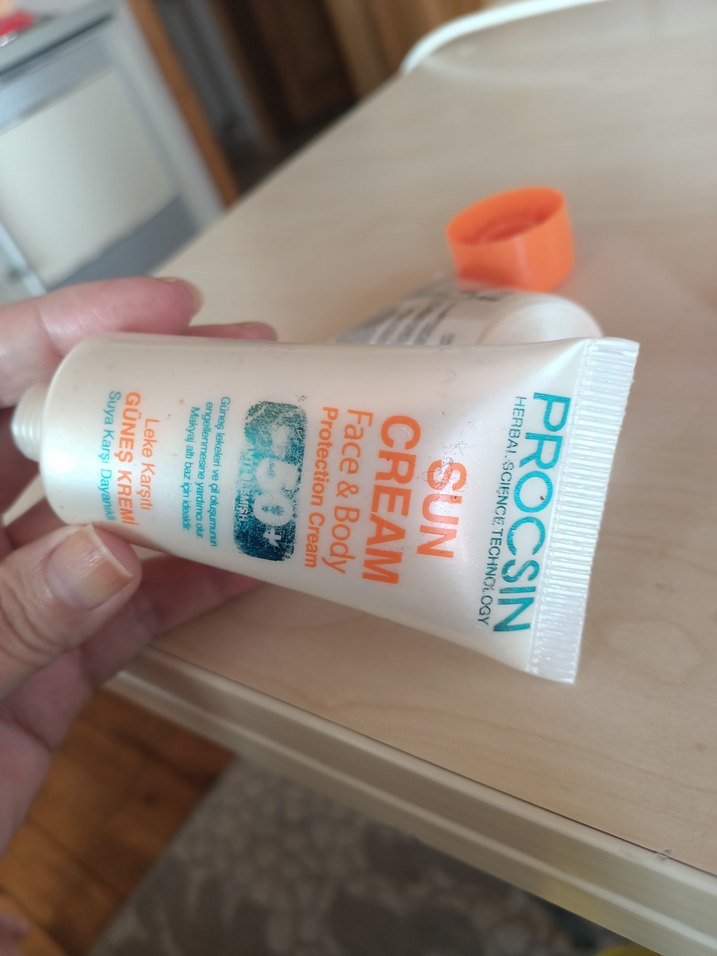 PROCSIN
HERBAL SCIENCE TECHNOLOGY
SUN
CREAM
Face & Body
Protection Cream
50+
Güneş lekeleri ve çil oluşumunun
engellenmesine yardımcı olur.
Makyaj altı baz için idealdir.
Leke Karşıtı
GÜNEŞ KREMİ
Suya Karşı Dayanıklı